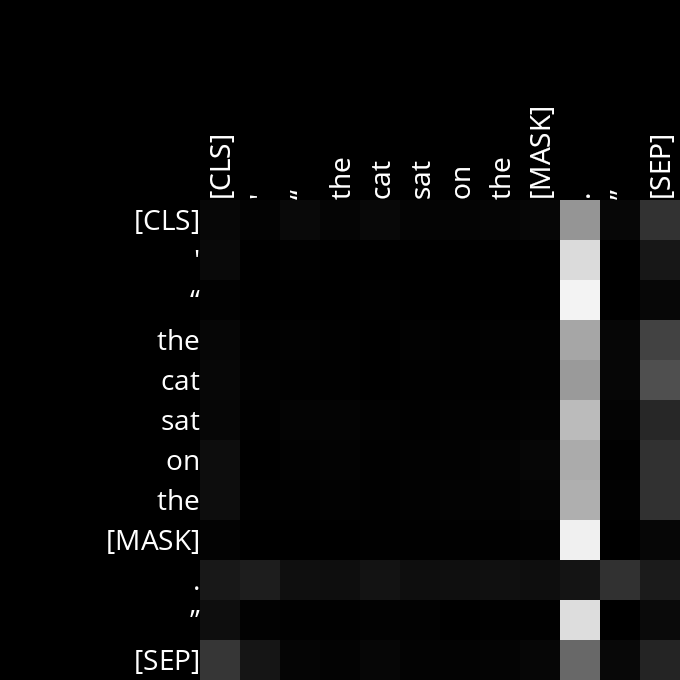 [CLS] ' “ the cat sat on the [MASK] . ” [SEP]
[CLS]
'
“
the
cat
sat
on
the
[MASK]
.
”
[SEP]